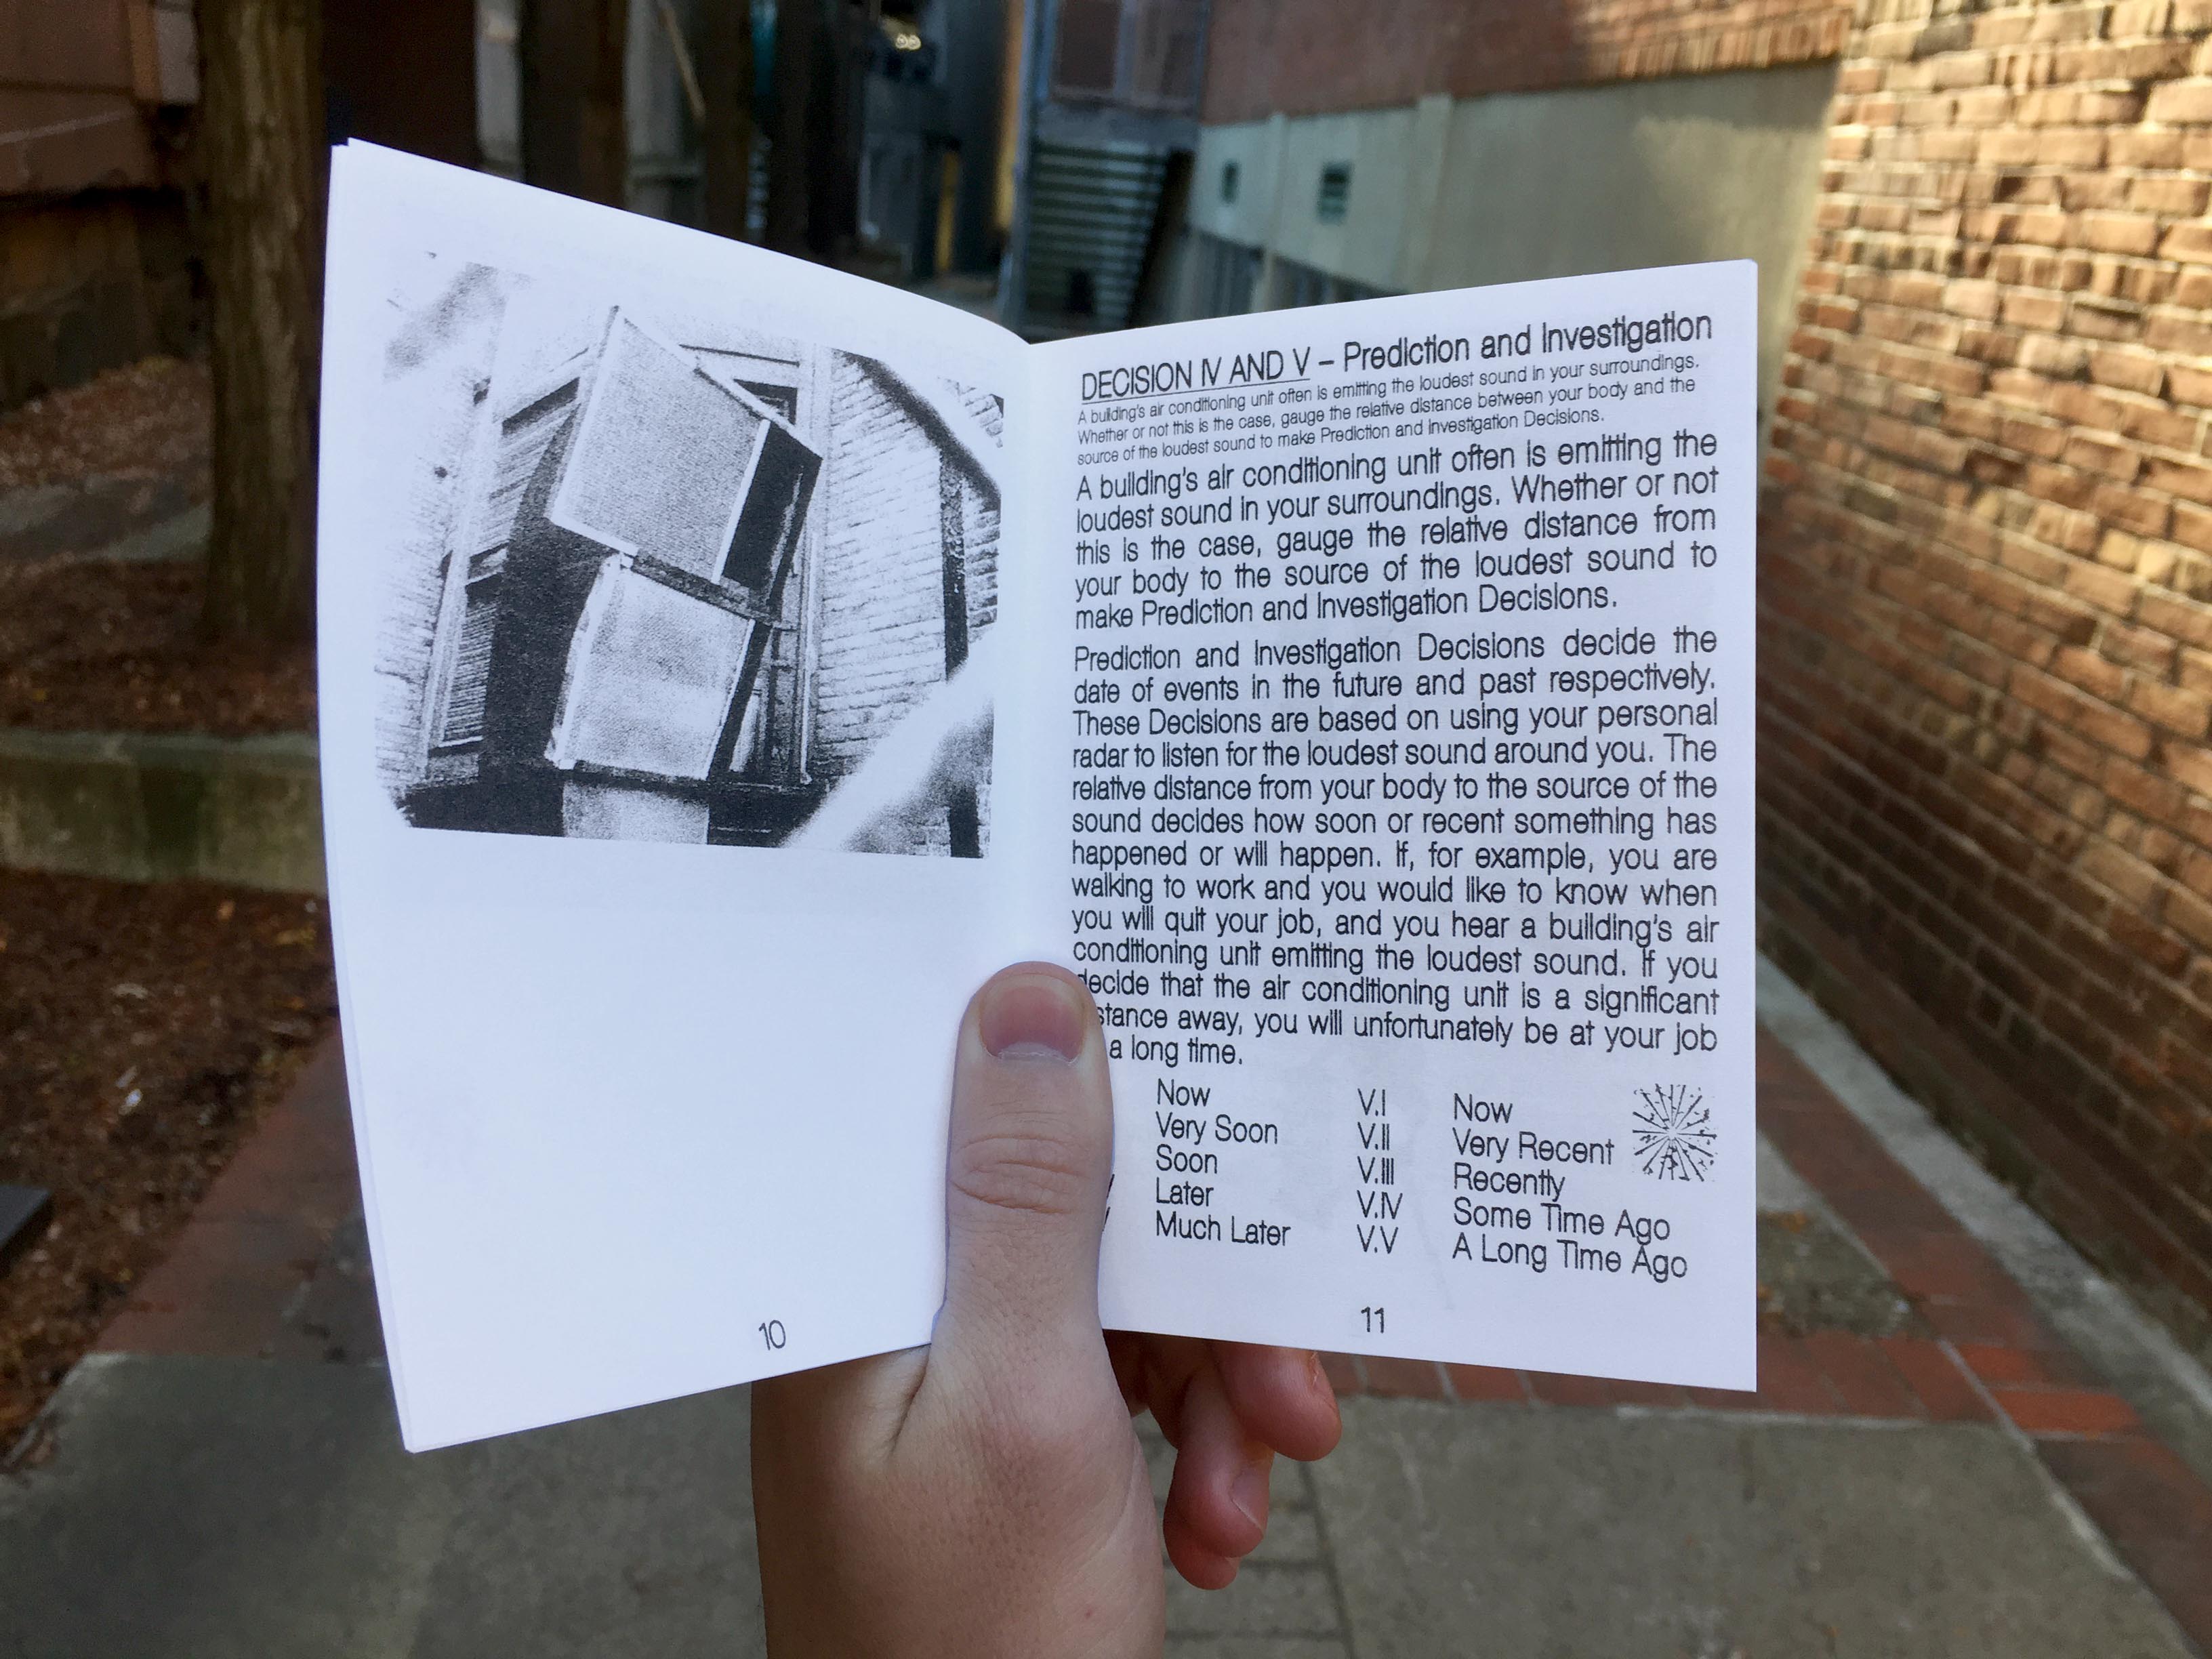 DECISION IV AND V – Prediction and Investigation
A building's air conditioning unit often is emitting the loudest sound in your surroundings.
Whether or not this is the case, gauge the relative distance between your body and the
source of the loudest sound to make Prediction and Investigation Decisions.
A building's air conditioning unit often is emitting the
loudest sound in your surroundings. Whether or not
this is the case, gauge the relative distance from
your body to the source of the loudest sound to
make Prediction and Investigation Decisions.
Prediction and Investigation Decisions decide the
date of events in the future and past respectively.
These Decisions are based on using your personal
radar to listen for the loudest sound around you. The
relative distance from your body to the source of the
sound decides how soon or recent something has
happened or will happen. If, for example, you are
walking to work and you would like to know when
you will quit your job, and you hear a building's air
conditioning unit emitting the loudest sound. If you
decide that the air conditioning unit is a significant
stance away, you will unfortunately be at your job
a long time.
Now V.I Now
Very Soon V.II Very Recent
Soon V.III Recently
Later V.IV Some Time Ago
Much Later V.V A Long Time Ago
10
11